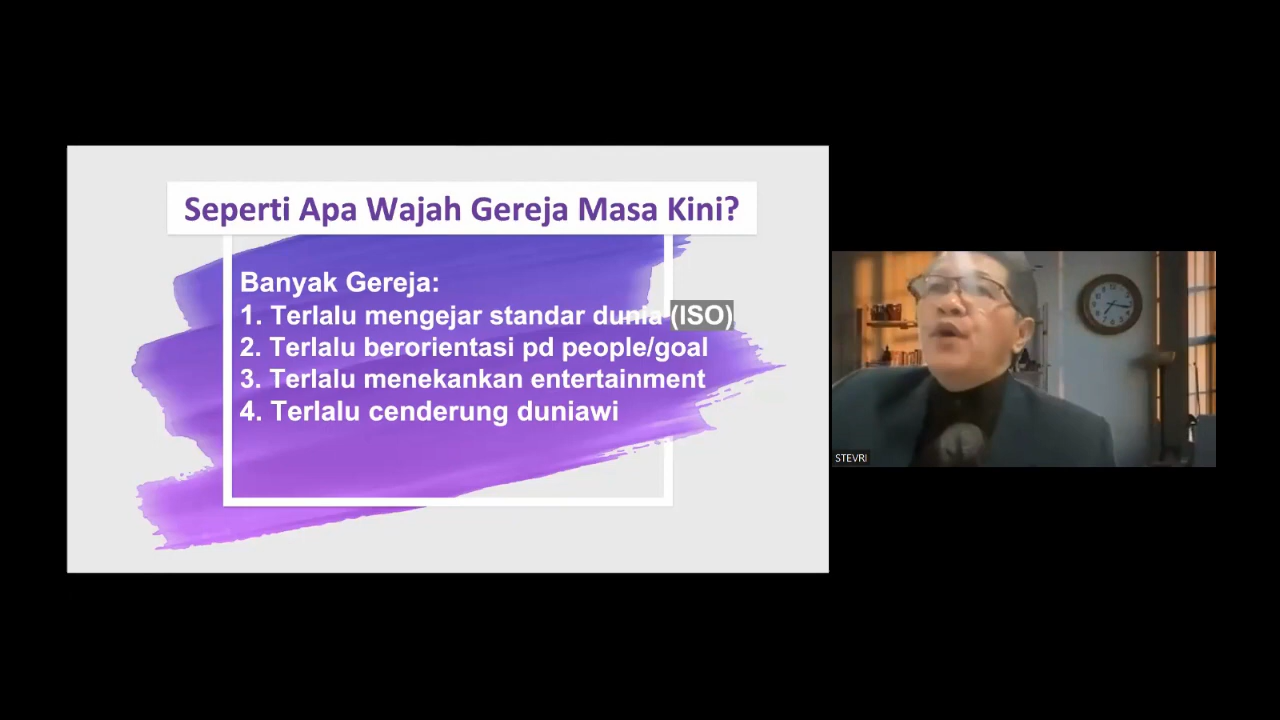 Seperti Apa Wajah Gereja Masa Kini?
Banyak Gereja:
1. Terlalu mengejar standar dunia (ISO)
2. Terlalu berorientasi pd people/goal
3. Terlalu menekankan entertainment
4. Terlalu cenderung duniawi
STEVRI